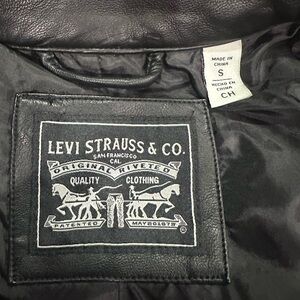 MADE IN
CHINA
S
HECHO EN
CHINA
CH
LEVI STRAUSS & CO.
SAN FRANCISCO
CAL.
ORIGINAL RIVETED
QUALITY CLOTHING
PATENTED MAY 20 1873